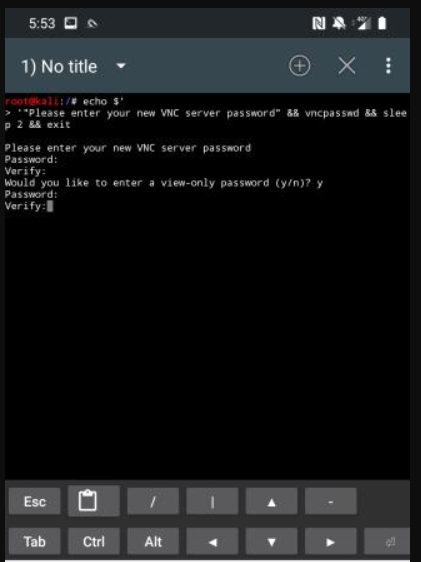 5:53
1) No title
root@kali:/# echo $'
> '"Please enter your new VNC server password" && vncpasswd && slee
p 2 && exit
Please enter your new VNC server password
Password:
Verify:
Would you like to enter a view-only password (y/n)? y
Password:
Verify:
Esc / | ▲ -
Tab Ctrl Alt ◄ ▼ ►